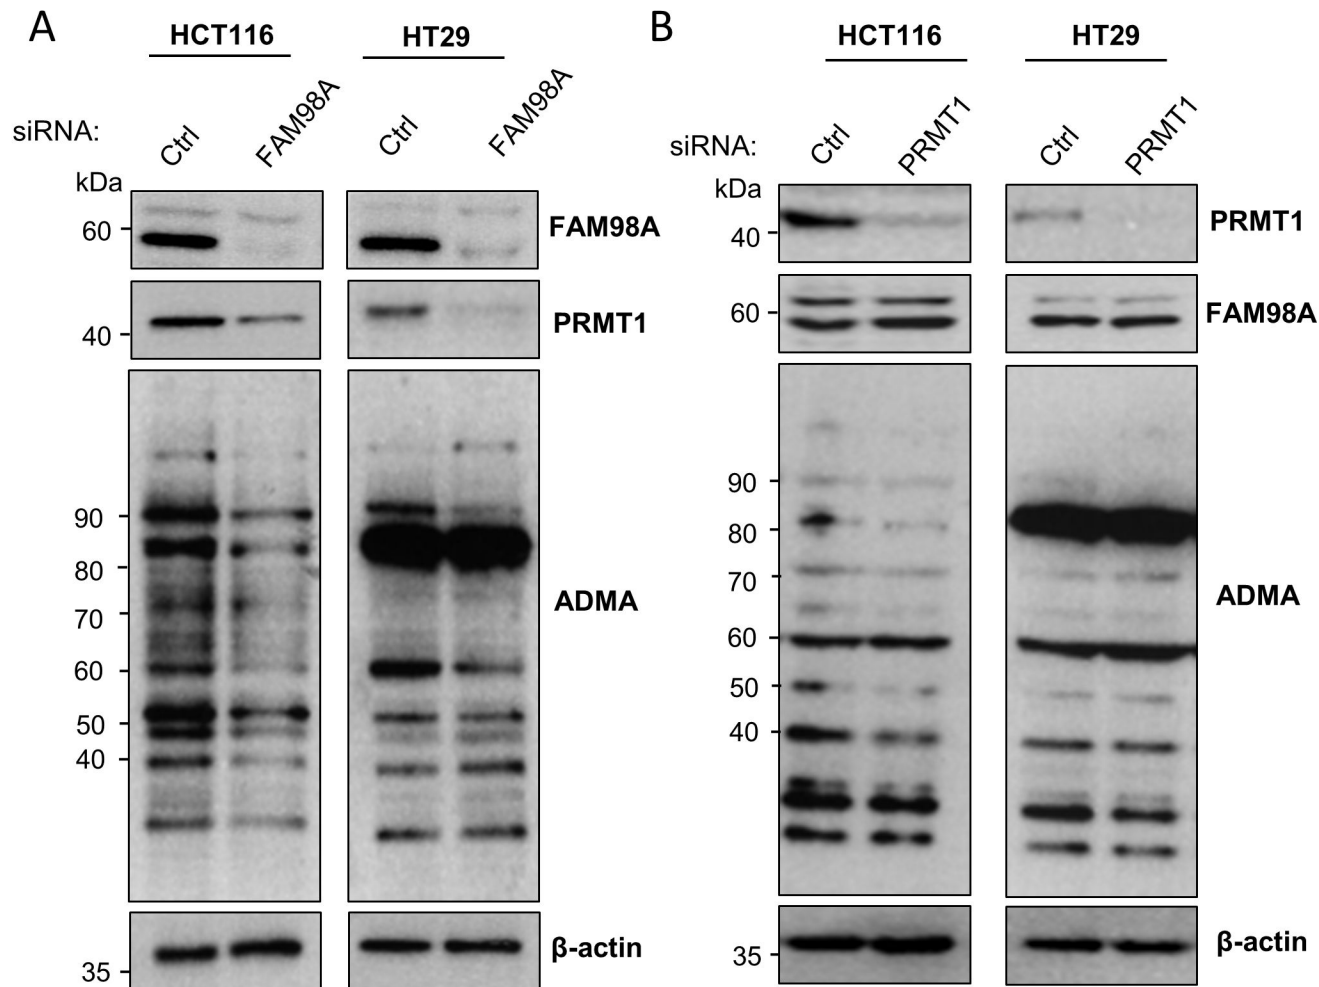 A
HCT116
HT29
siRNA:
Ctrl
FAM98A
Ctrl
FAM98A
kDa
60
FAM98A
40
PRMT1
90
80
70
60
50
40
ADMA
35
β-actin
B
HCT116
HT29
siRNA:
Ctrl
PRMT1
Ctrl
PRMT1
kDa
40
PRMT1
60
FAM98A
90
80
70
60
50
40
ADMA
35
β-actin